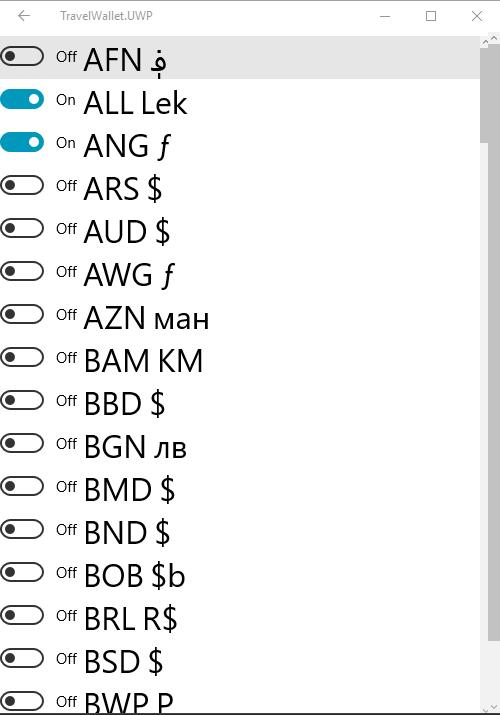 TravelWallet.UWP
Off AFN ؋
On ALL Lek
On ANG ƒ
Off ARS $
Off AUD $
Off AWG ƒ
Off AZN ман
Off BAM KM
Off BBD $
Off BGN лв
Off BMD $
Off BND $
Off BOB $b
Off BRL R$
Off BSD $
Off BWP P